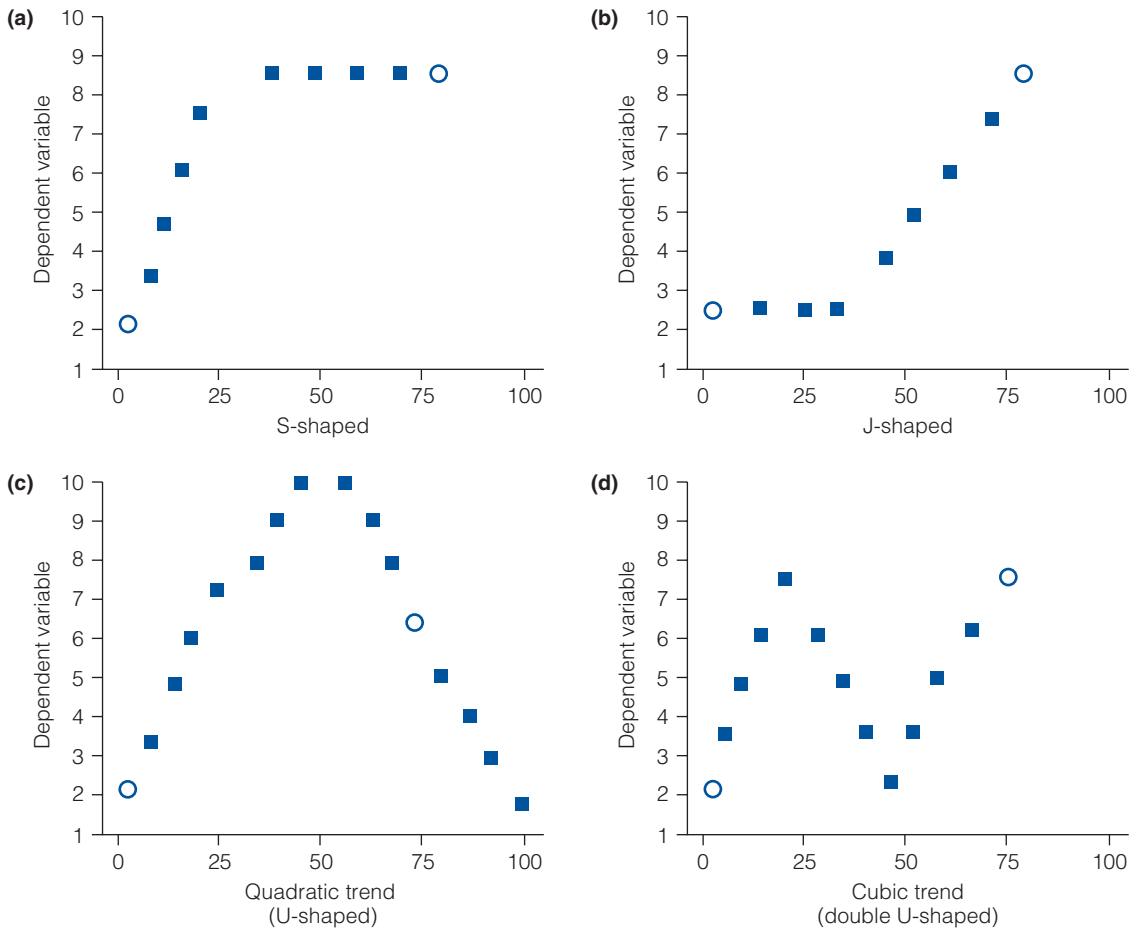 (a)
Dependent variable
10
9
8
7
6
5
4
3
2
1
0 25 50 75 100
S-shaped
(b)
Dependent variable
10
9
8
7
6
5
4
3
2
1
0 25 50 75 100
J-shaped
(c)
Dependent variable
10
9
8
7
6
5
4
3
2
1
0 25 50 75 100
Quadratic trend
(U-shaped)
(d)
Dependent variable
10
9
8
7
6
5
4
3
2
1
0 25 50 75 100
Cubic trend
(double U-shaped)